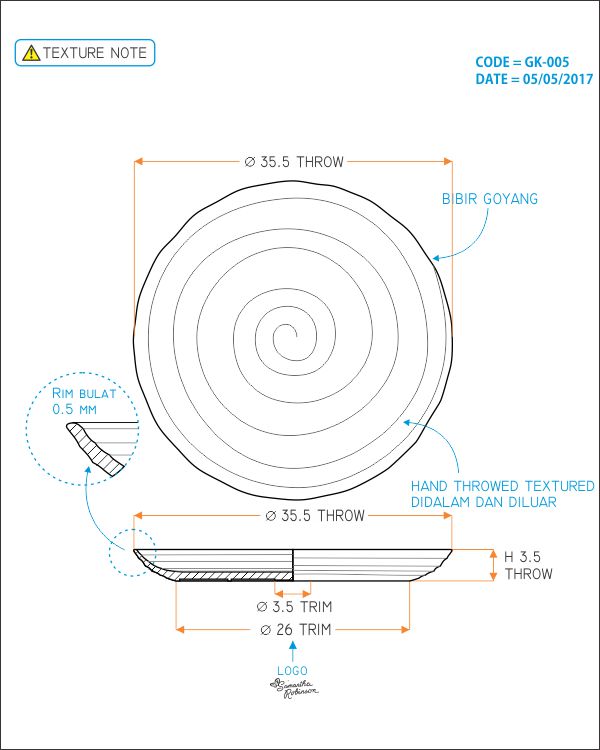 TEXTURE NOTE
CODE = GK-005
DATE = 05/05/2017
Ø 35.5 THROW
BIBIR GOYANG
RIM BULAT
0.5 MM
HAND THROWED TEXTURED
DIDALAM DAN DILUAR
Ø 35.5 THROW
H 3.5
THROW
Ø 3.5 TRIM
Ø 26 TRIM
LOGO
Samantha
Robinson